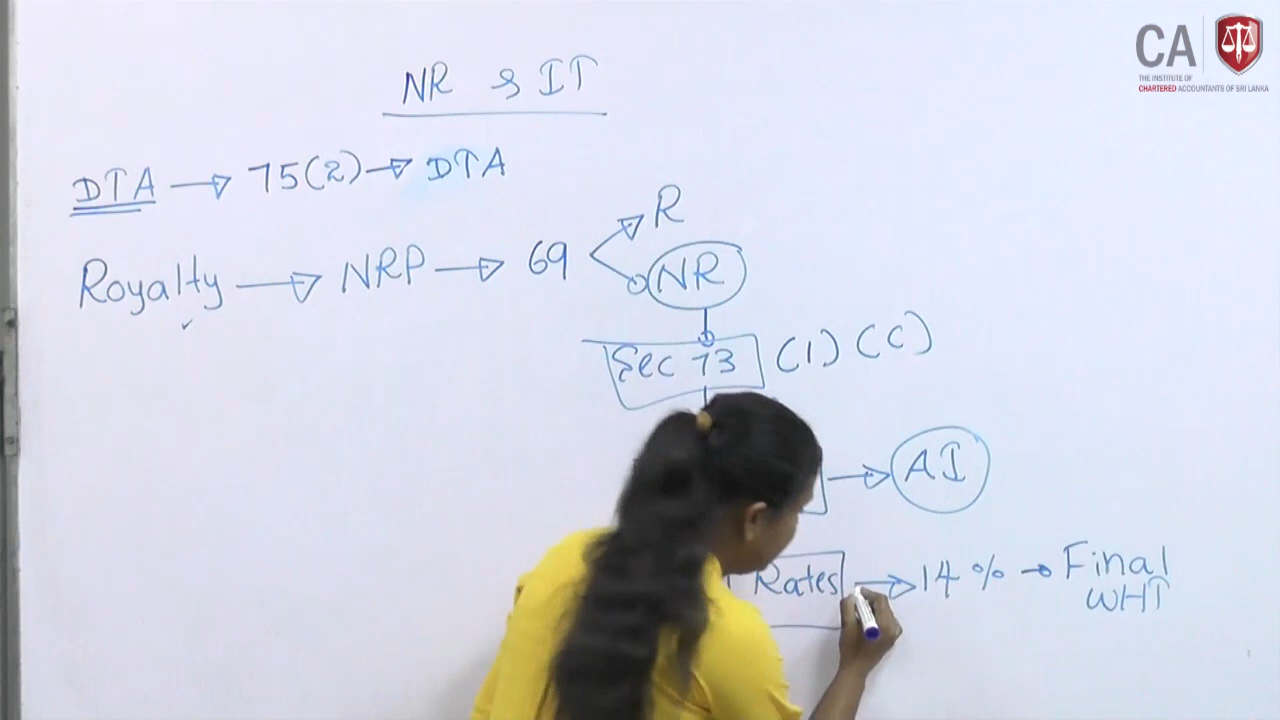 CA
THE INSTITUTE OF
CHARTERED ACCOUNTANTS OF SRI LANKA
NR & IT
DTA → 75(2) → DTA
Royalty → NRP → 69
R
NR
Sec 73 (1) (C)
→ AI
Rates → 14% → Final
WHT